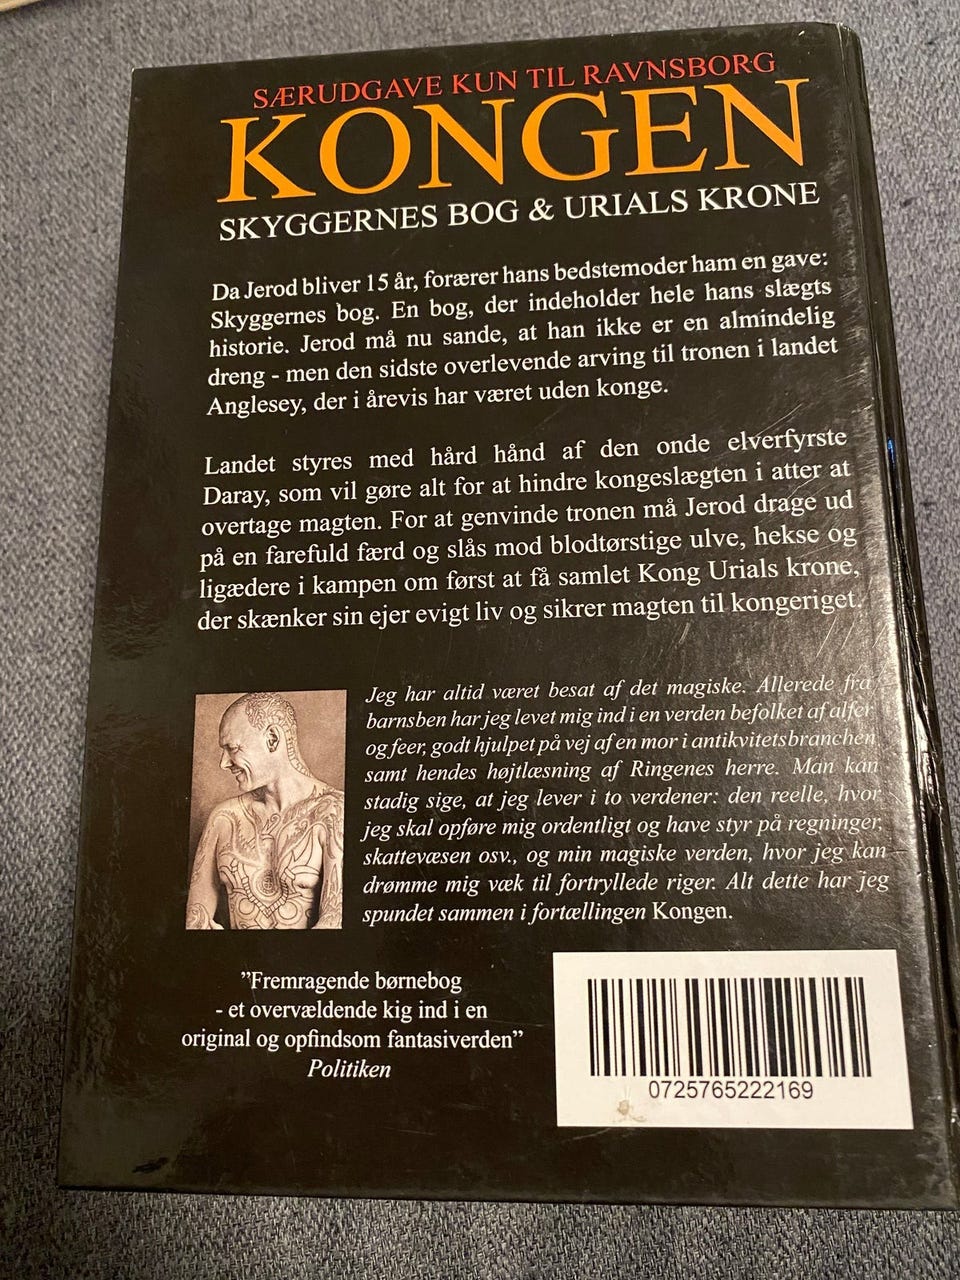 SÆRUDGAVE KUN TIL RAVNSBORG
KONGEN
SKYGGERNES BOG & URIALS KRONE
Da Jerod bliver 15 år, forærer hans bedstemoder ham en gave:
Skyggernes bog. En bog, der indeholder hele hans slægts
historie. Jerod må nu sande, at han ikke er en almindelig
dreng - men den sidste overlevende arving til tronen i landet
Anglesey, der i årevis har været uden konge.
Landet styres med hård hånd af den onde elverfyrste
Daray, som vil gøre alt for at hindre kongeslægten i atter at
overtage magten. For at genvinde tronen må Jerod drage ud
på en farefuld færd og slås mod blodtørstige ulve, hekse og
ligædere i kampen om først at få samlet Kong Urials krone,
der skænker sin ejer evigt liv og sikrer magten til kongeriget.
Jeg har altid været besat af det magiske. Allerede fra
barnsben har jeg levet mig ind i en verden befolket af alfer
og feer, godt hjulpet på vej af en mor i antikvitetsbranchen
samt hendes højtlæsning af Ringenes herre. Man kan
stadig sige, at jeg lever i to verdener: den reelle, hvor
jeg skal opføre mig ordentligt og have styr på regninger,
skattevæsen osv., og min magiske verden, hvor jeg kan
drømme mig væk til fortryllede riger. Alt dette har jeg
spundet sammen i fortællingen Kongen.
”Fremragende børnebog
- et overvældende kig ind i en
original og opfindsom fantasiverden”
Politiken
0725765222169